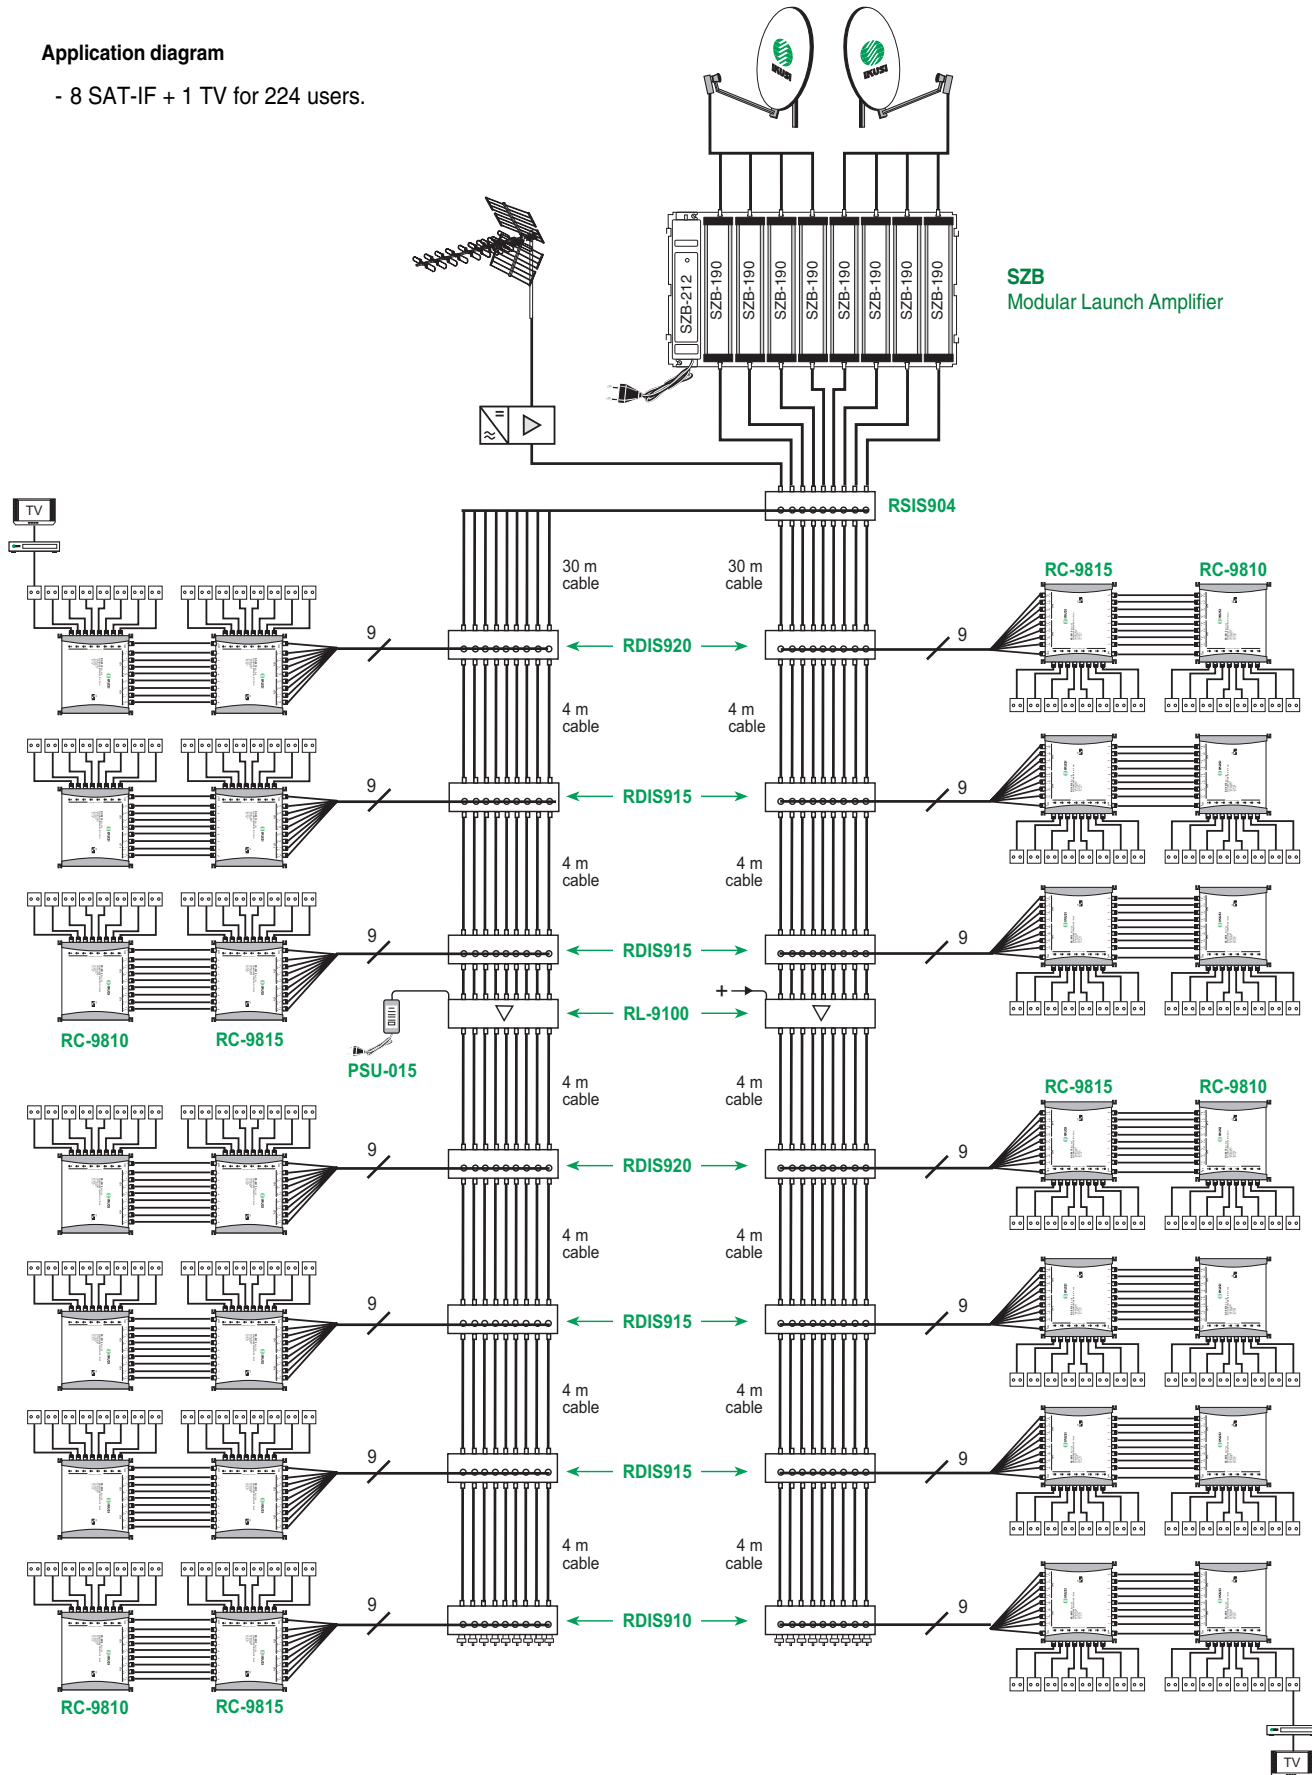 Application diagram
- 8 SAT-IF + 1 TV for 224 users.
IKUSI
IKUSI
SZB-212
SZB-190
SZB-190
SZB-190
SZB-190
SZB-190
SZB-190
SZB-190
SZB-190
SZB
Modular Launch Amplifier
RSIS904
TV
30 m
cable
30 m
cable
RC-9815
RC-9810
9
RDIS920
9
4 m
cable
4 m
cable
9
RDIS915
9
4 m
cable
4 m
cable
9
RDIS915
9
RC-9810
RC-9815
PSU-015
+
RL-9100
4 m
cable
4 m
cable
RC-9815
RC-9810
9
RDIS920
9
4 m
cable
4 m
cable
9
RDIS915
9
4 m
cable
4 m
cable
9
RDIS915
9
4 m
cable
4 m
cable
9
RDIS910
9
RC-9810
RC-9815
TV